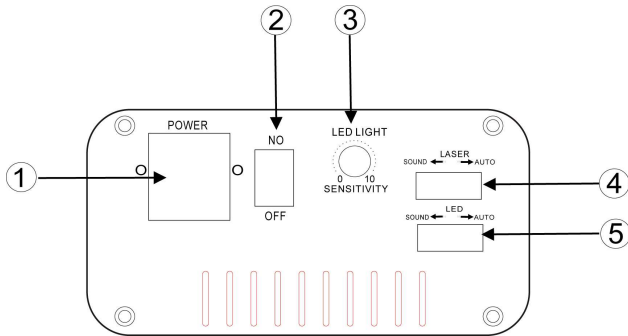 ② ③
POWER
NO
LED LIGHT
0 10
SENSITIVITY
OFF
LASER
SOUND AUTO
LED
SOUND AUTO
①
④
⑤